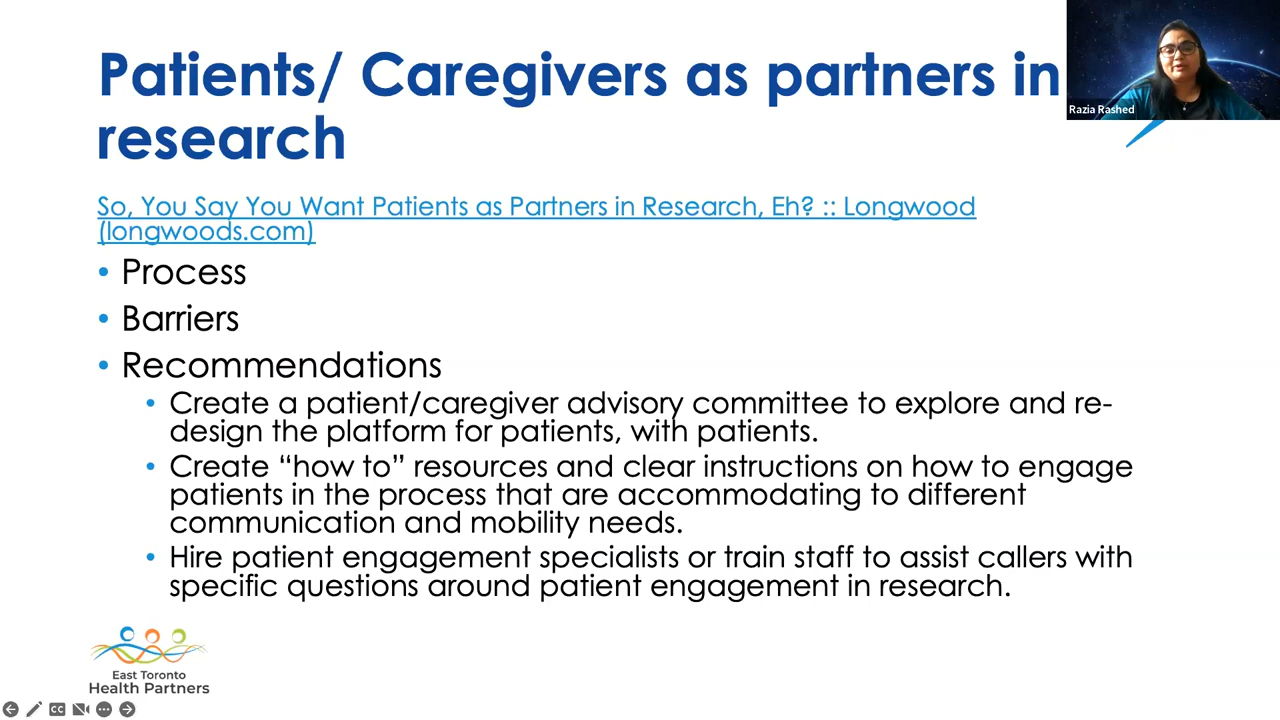 Patients/ Caregivers as partners in
research
Razia Rashed
So, You Say You Want Patients as Partners in Research, Eh? :: Longwood
(longwoods.com)
• Process
• Barriers
• Recommendations
• Create a patient/caregiver advisory committee to explore and re-
design the platform for patients, with patients.
• Create “how to” resources and clear instructions on how to engage
patients in the process that are accommodating to different
communication and mobility needs.
• Hire patient engagement specialists or train staff to assist callers with
specific questions around patient engagement in research.
East Toronto
Health Partners
CC